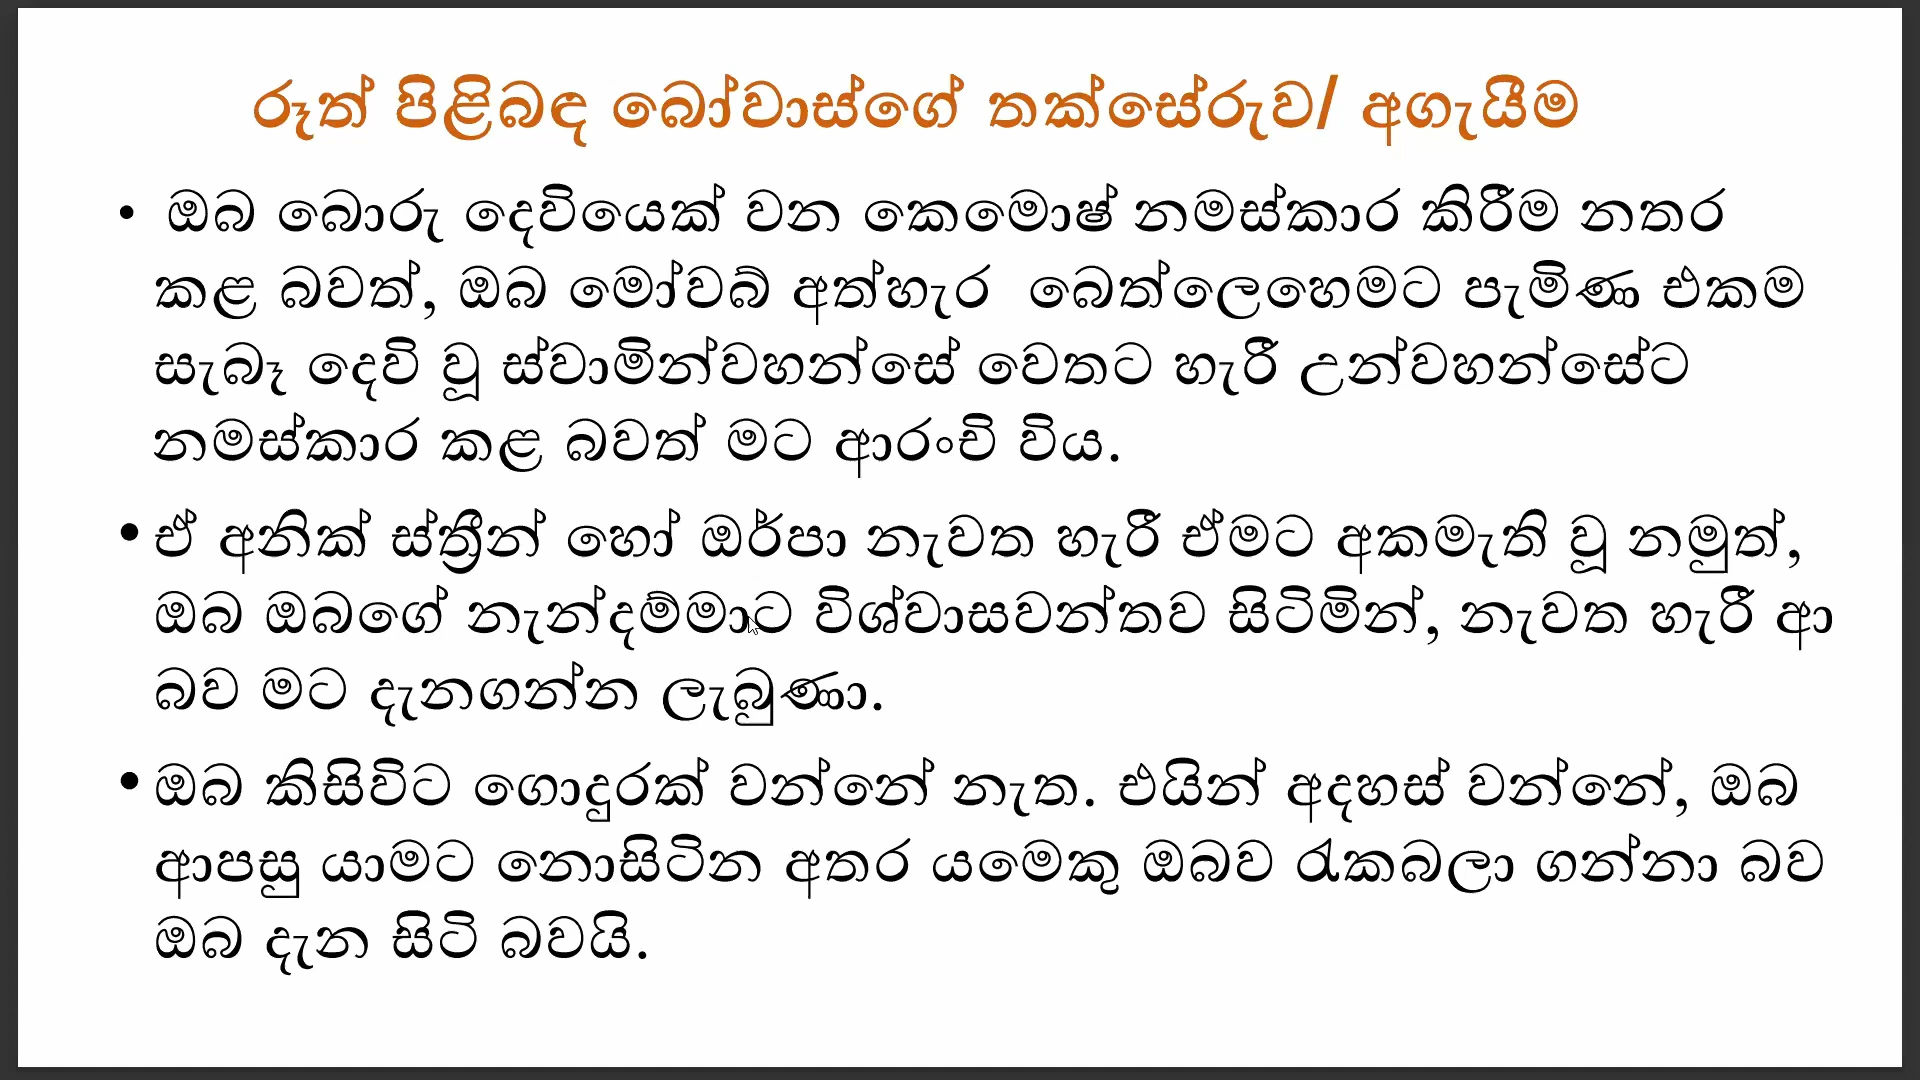 රූත් පිළිබඳ බෝවාස්ගේ තක්සේරුව/ අගැයීම
• ඔබ බොරු දෙවියෙක් වන කෙමොෂ් නමස්කාර කිරීම නතර
කළ බවත්, ඔබ මෝවබ් අත්හැර බෙත්ලෙහෙමට පැමිණ එකම
සැබෑ දෙවි වූ ස්වාමින්වහන්සේ වෙතට හැරී උන්වහන්සේට
නමස්කාර කළ බවත් මට ආරංචි විය.
• ඒ අනික් ස්ත්‍රීන් හෝ ඔර්පා නැවත හැරී ඒමට අකමැති වූ නමුත්,
ඔබ ඔබගේ නැන්දම්මාට විශ්වාසවන්තව සිටිමින්, නැවත හැරී ආ
බව මට දැනගන්න ලැබුණා.
• ඔබ කිසිවිට ගොදුරක් වන්නේ නැත. එයින් අදහස් වන්නේ, ඔබ
ආපසු යාමට නොසිටින අතර යමෙකු ඔබව රැකබලා ගන්නා බව
ඔබ දැන සිටි බවයි.